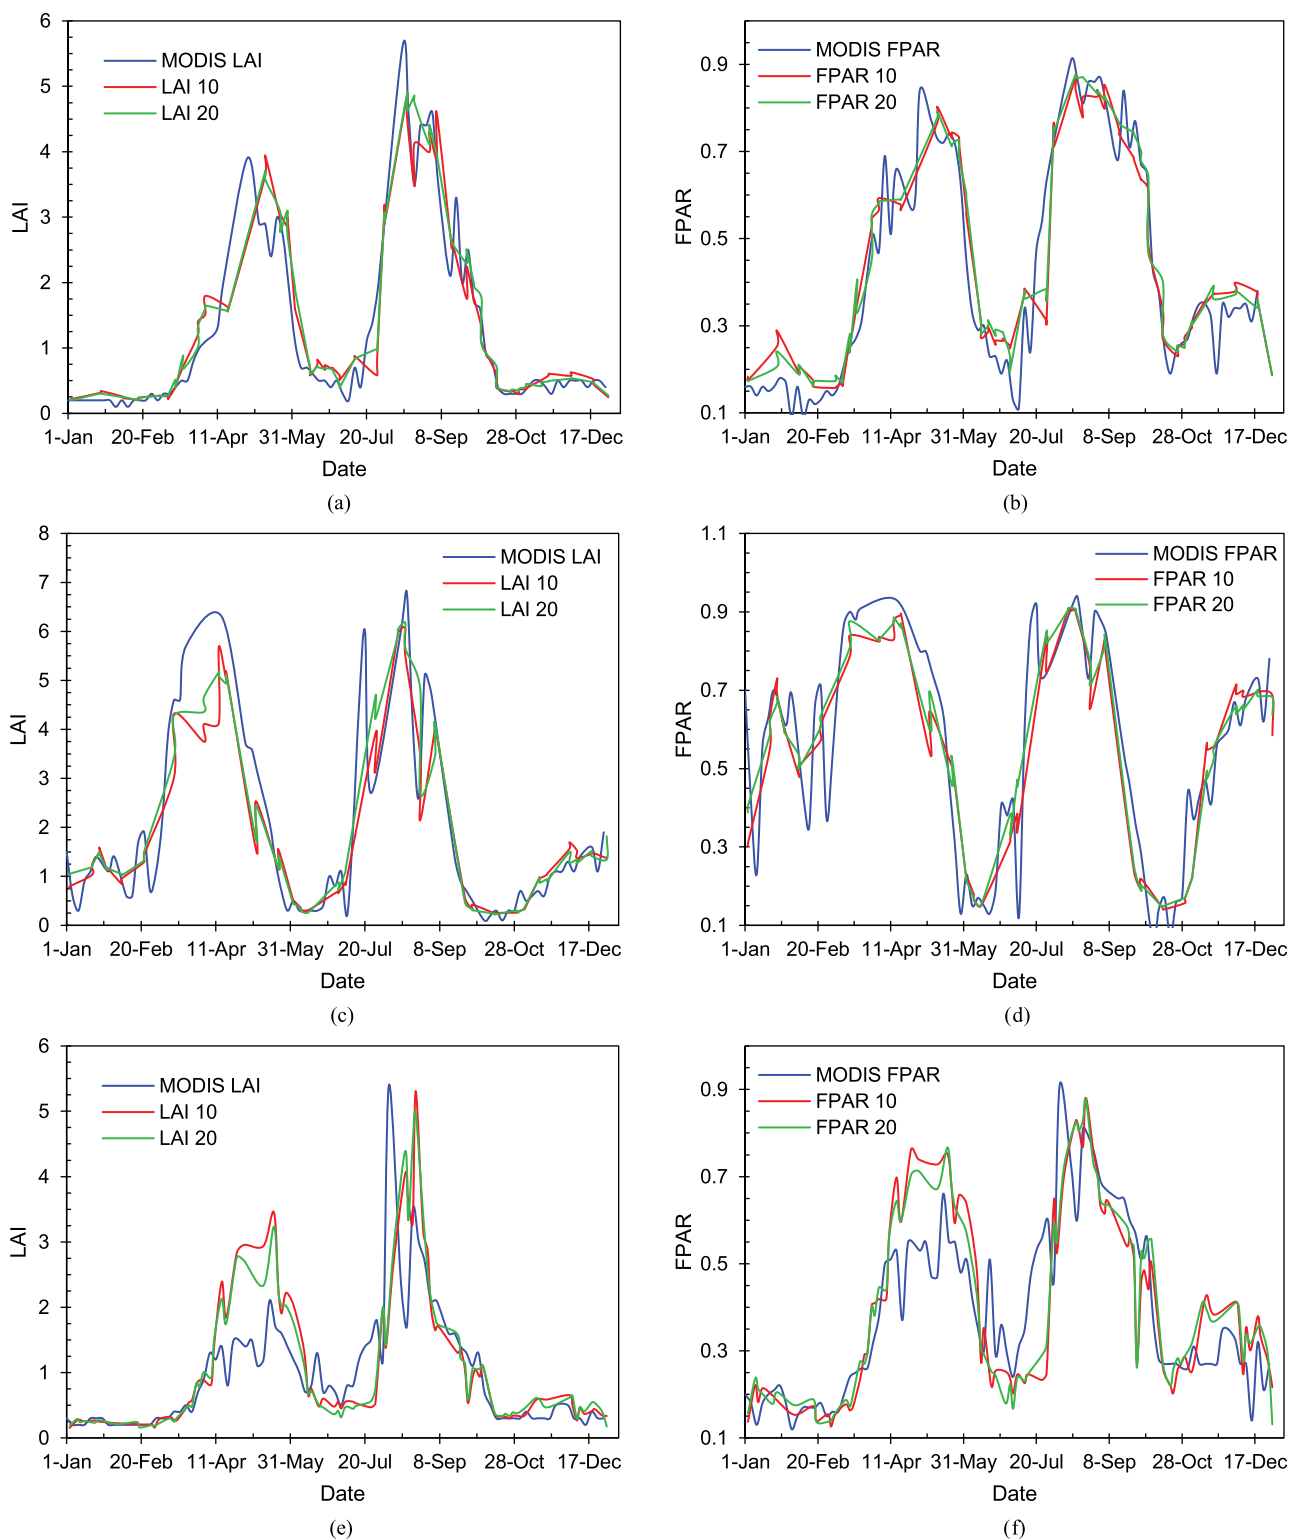 6
5
4
3
2
1
0
LAI
MODIS LAI
LAI 10
LAI 20
1-Jan 20-Feb 11-Apr 31-May 20-Jul 8-Sep 28-Oct 17-Dec
Date
(a)
0.9
0.7
0.5
0.3
0.1
FPAR
MODIS FPAR
FPAR 10
FPAR 20
1-Jan 20-Feb 11-Apr 31-May 20-Jul 8-Sep 28-Oct 17-Dec
Date
(b)
8
7
6
5
4
3
2
1
0
LAI
MODIS LAI
LAI 10
LAI 20
1-Jan 20-Feb 11-Apr 31-May 20-Jul 8-Sep 28-Oct 17-Dec
Date
(c)
1.1
0.9
0.7
0.5
0.3
0.1
FPAR
MODIS FPAR
FPAR 10
FPAR 20
1-Jan 20-Feb 11-Apr 31-May 20-Jul 8-Sep 28-Oct 17-Dec
Date
(d)
6
5
4
3
2
1
0
LAI
MODIS LAI
LAI 10
LAI 20
1-Jan 20-Feb 11-Apr 31-May 20-Jul 8-Sep 28-Oct 17-Dec
Date
(e)
0.9
0.7
0.5
0.3
0.1
FPAR
MODIS FPAR
FPAR 10
FPAR 20
1-Jan 20-Feb 11-Apr 31-May 20-Jul 8-Sep 28-Oct 17-Dec
Date
(f)